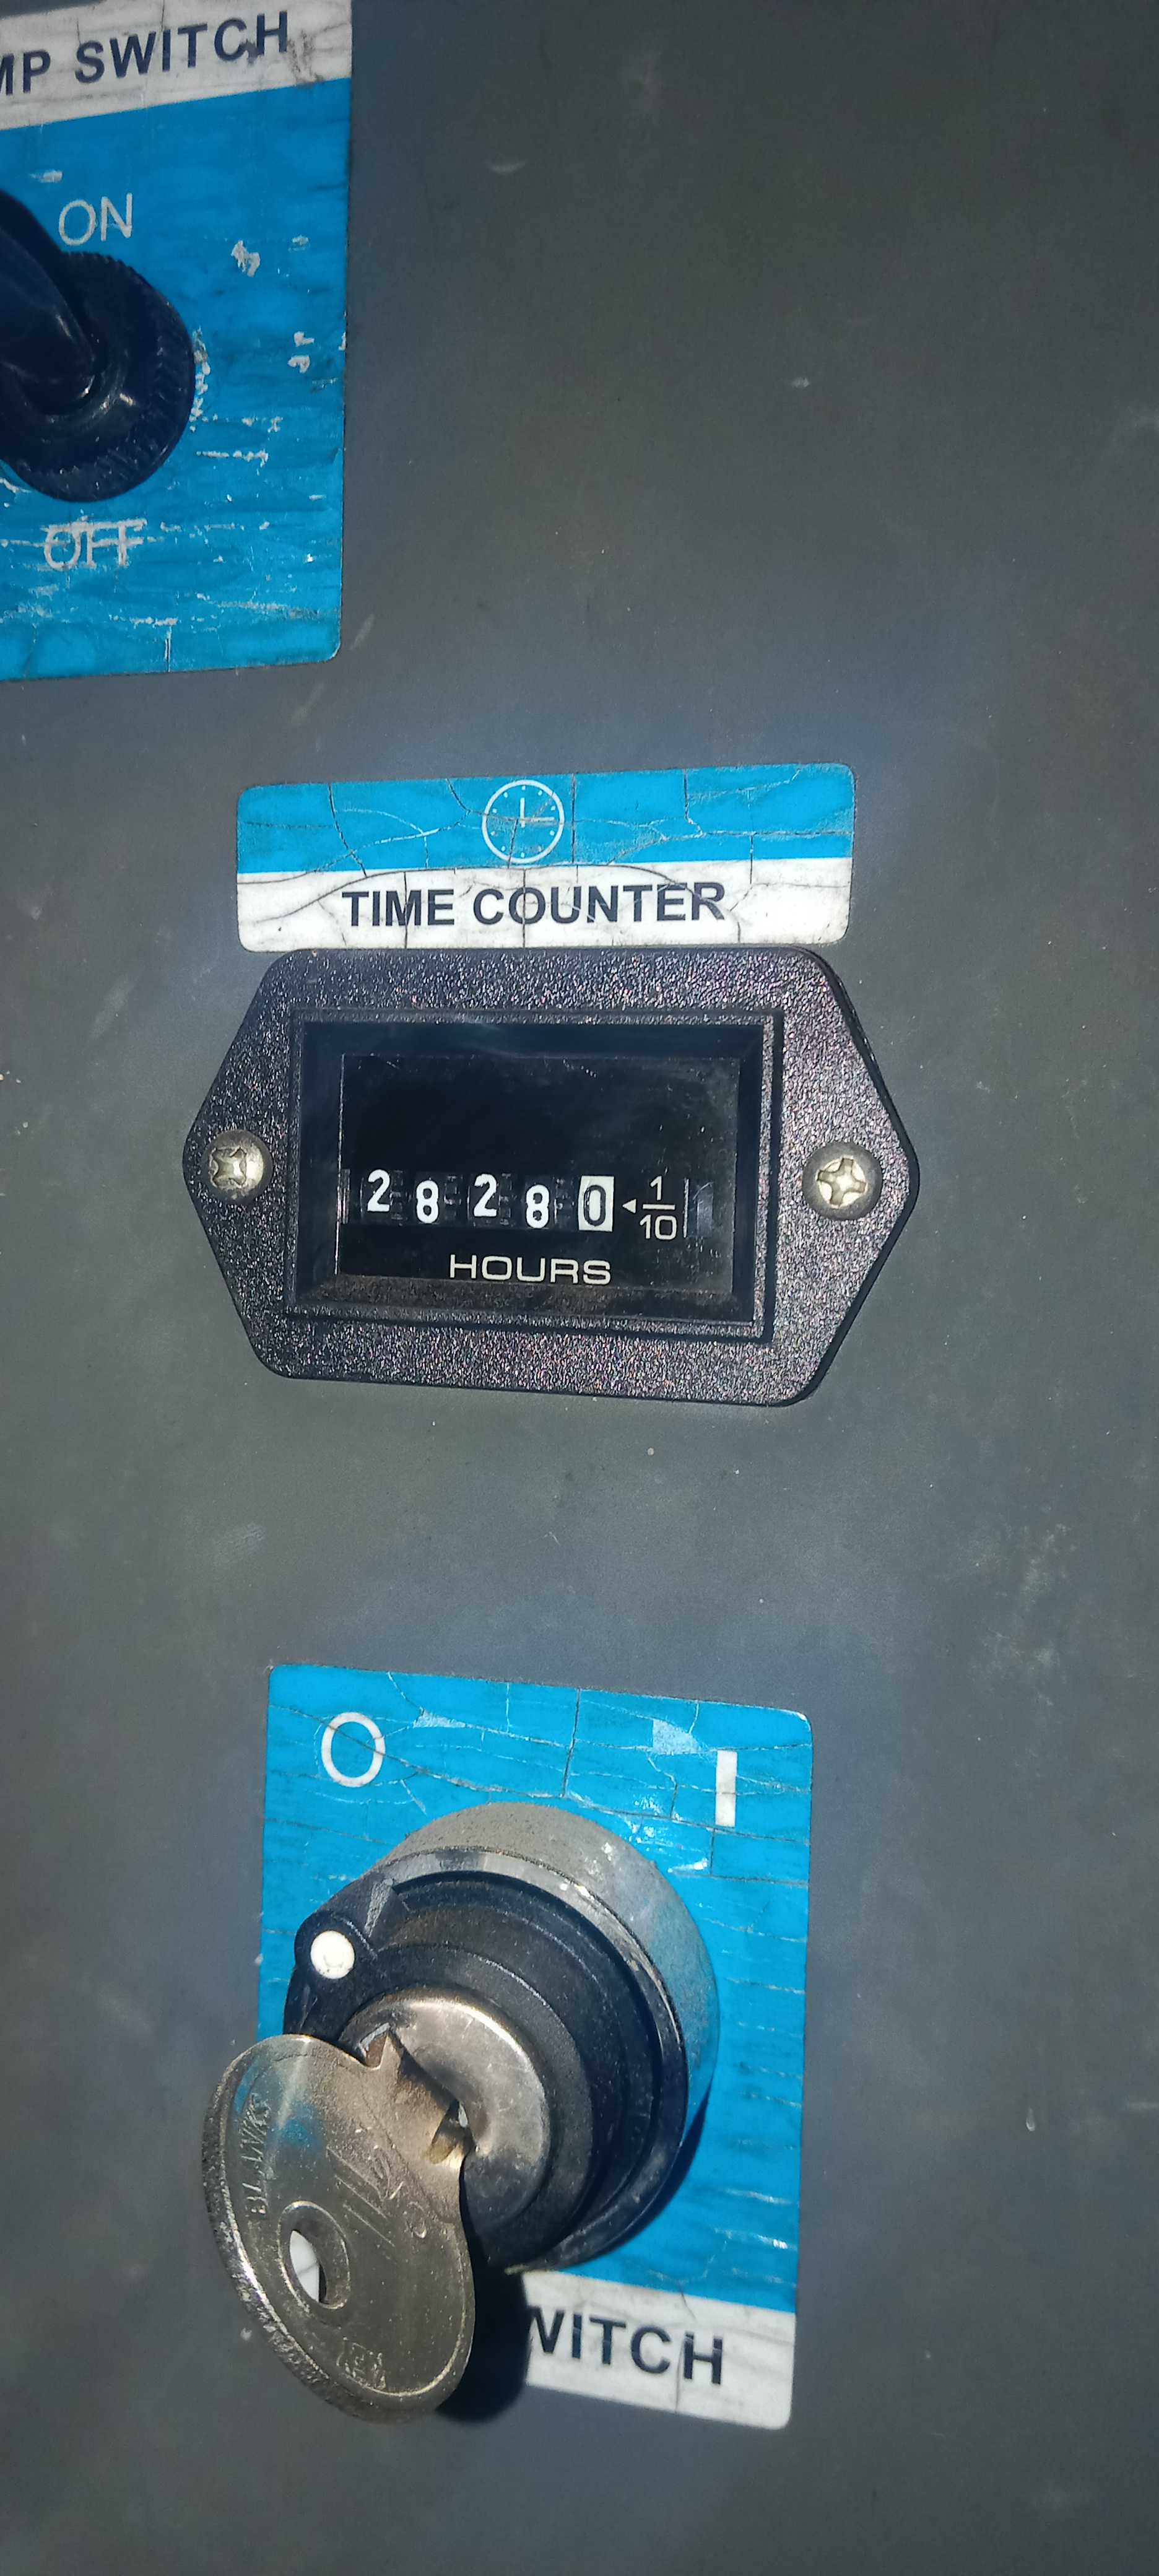 MP SWITCH
ON
OFF
TIME COUNTER
2 8 2 8 0 1/10
HOURS
O I
WITCH